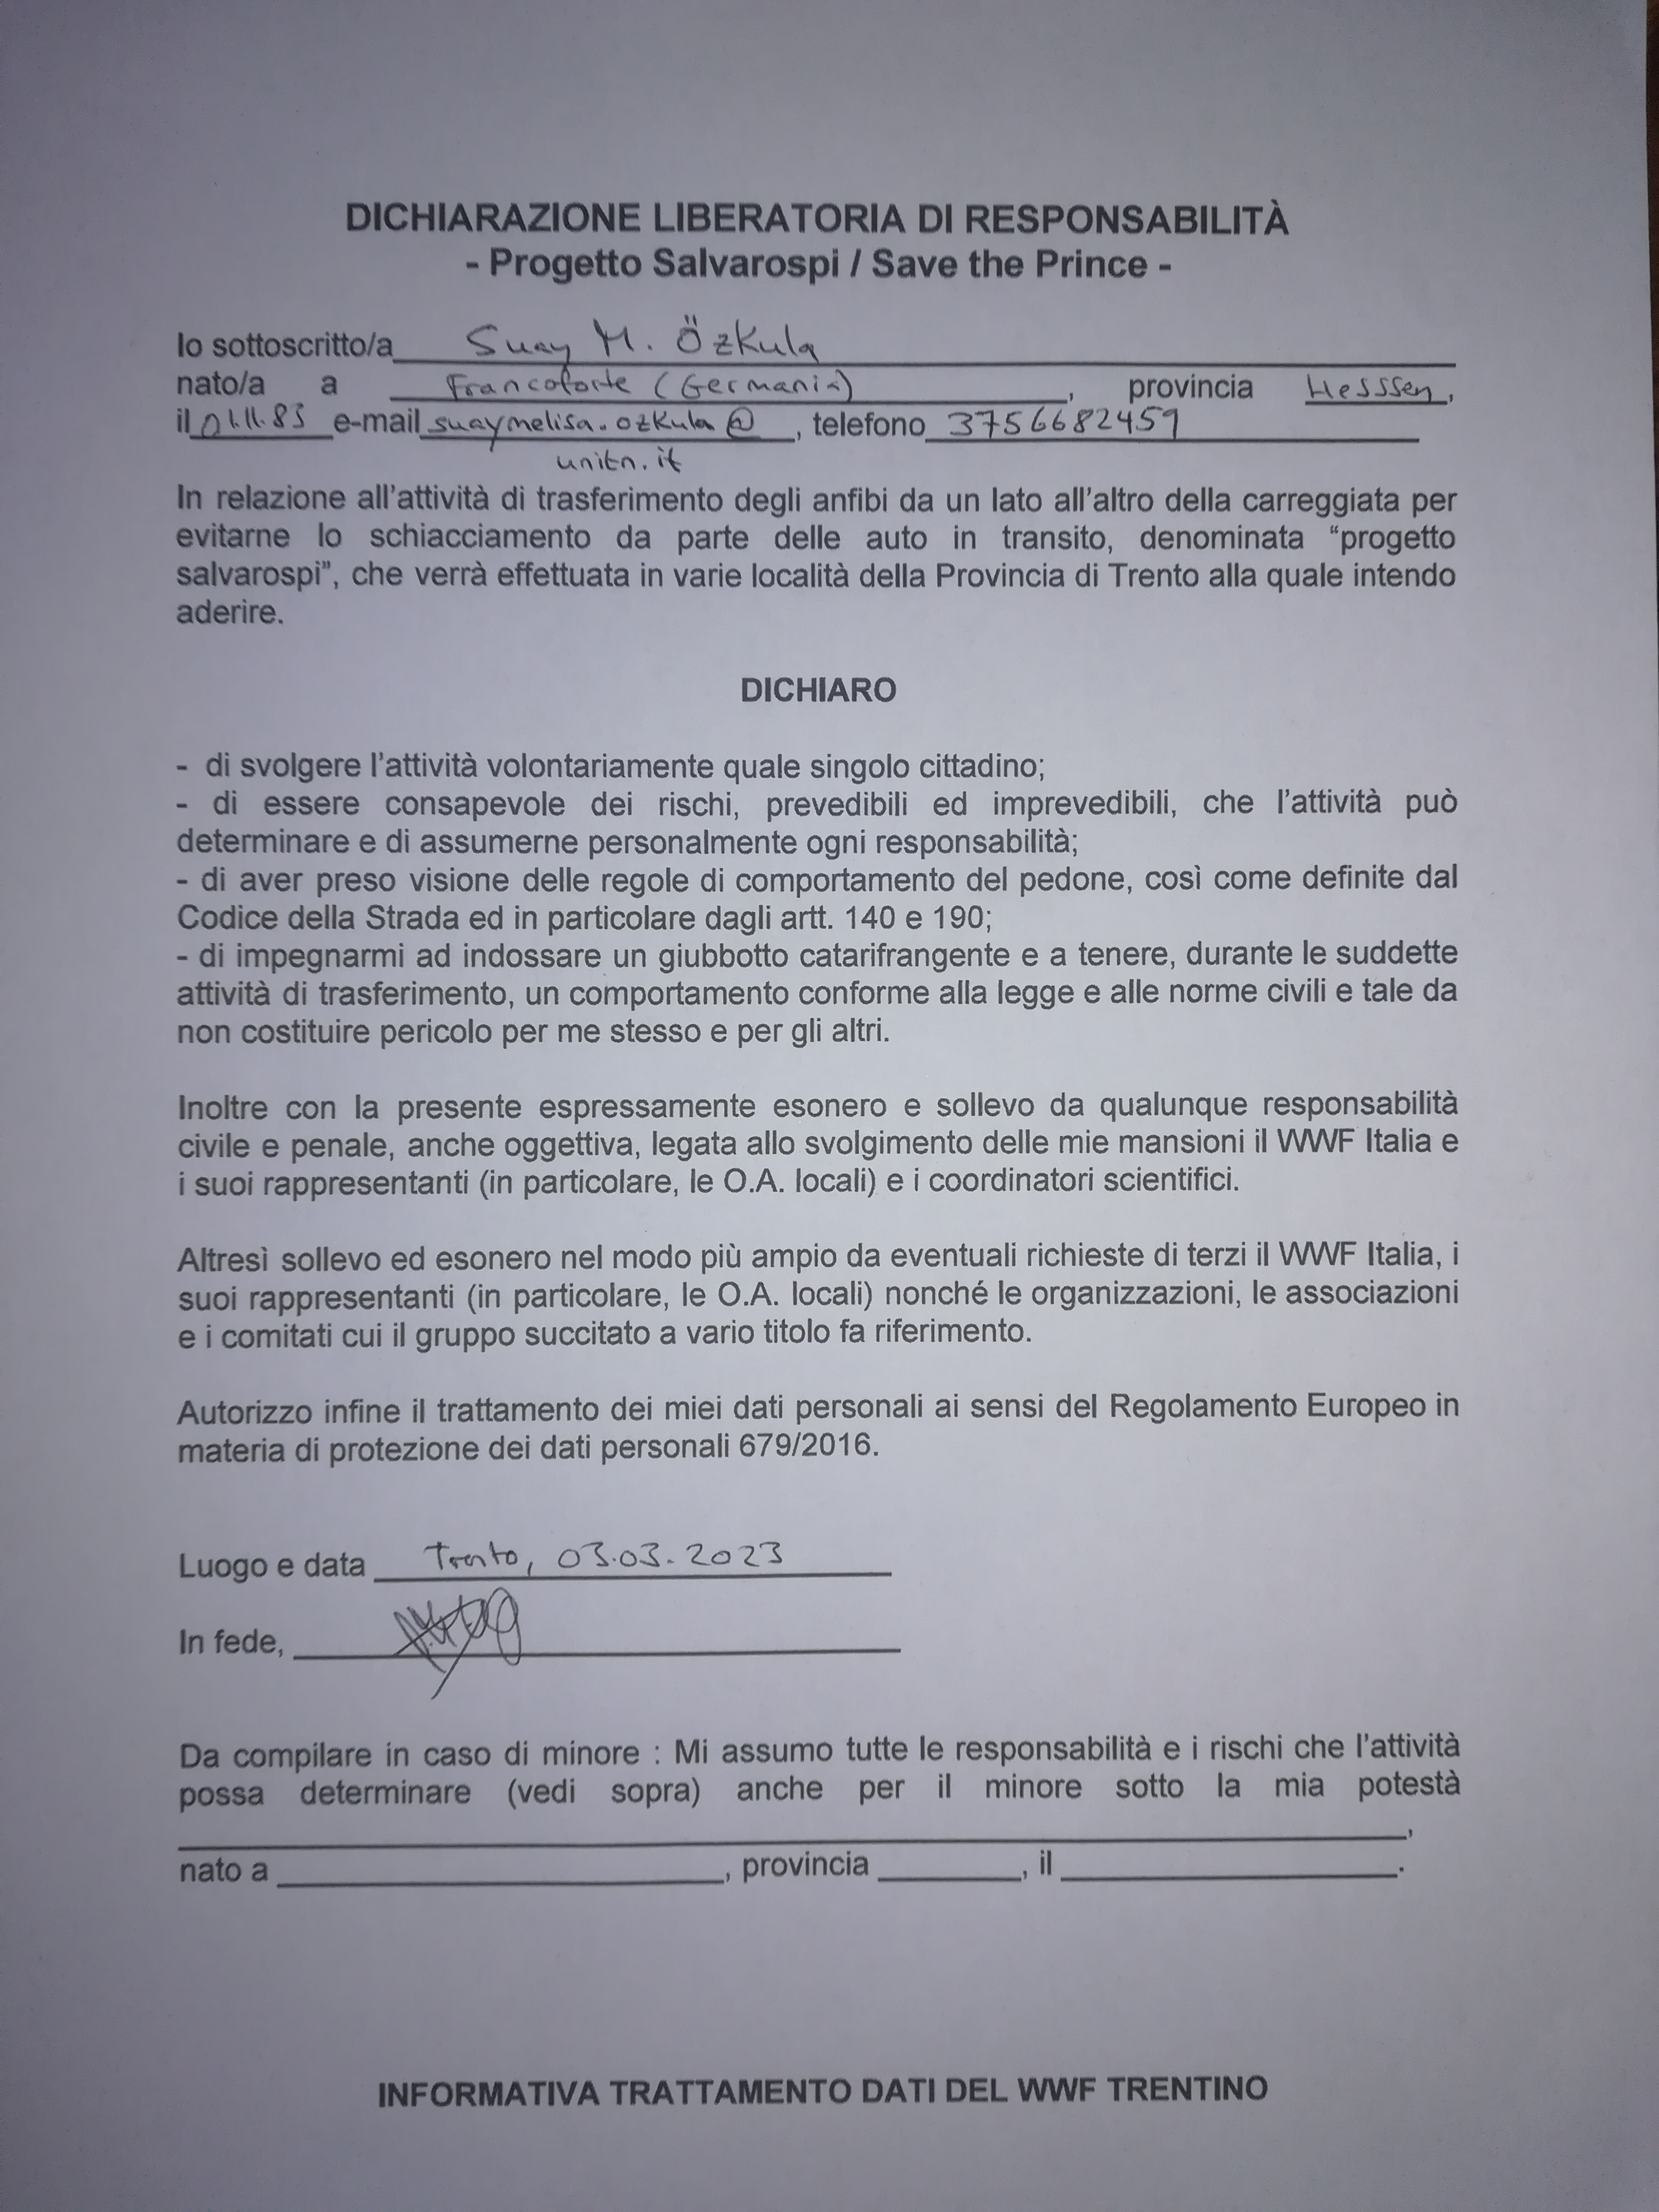 DICHIARAZIONE LIBERATORIA DI RESPONSABILITÀ
- Progetto Salvarospi / Save the Prince -
Io sottoscritto/a Suay M. Özkula
nato/a a Francoforte (Germania), provincia Hesssen,
il 01.11.83 e-mail suaymelisa.ozkula@, telefono 3756682459
unitn.it
In relazione all'attività di trasferimento degli anfibi da un lato all'altro della carreggiata per
evitarne lo schiacciamento da parte delle auto in transito, denominata “progetto
salvarospi”, che verrà effettuata in varie località della Provincia di Trento alla quale intendo
aderire.
DICHIARO
- di svolgere l'attività volontariamente quale singolo cittadino;
- di essere consapevole dei rischi, prevedibili ed imprevedibili, che l'attività può
determinare e di assumerne personalmente ogni responsabilità;
- di aver preso visione delle regole di comportamento del pedone, così come definite dal
Codice della Strada ed in particolare dagli artt. 140 e 190;
- di impegnarmi ad indossare un giubbotto catarifrangente e a tenere, durante le suddette
attività di trasferimento, un comportamento conforme alla legge e alle norme civili e tale da
non costituire pericolo per me stesso e per gli altri.
Inoltre con la presente espressamente esonero e sollevo da qualunque responsabilità
civile e penale, anche oggettiva, legata allo svolgimento delle mie mansioni il WWF Italia e
i suoi rappresentanti (in particolare, le O.A. locali) e i coordinatori scientifici.
Altresì sollevo ed esonero nel modo più ampio da eventuali richieste di terzi il WWF Italia, i
suoi rappresentanti (in particolare, le O.A. locali) nonché le organizzazioni, le associazioni
e i comitati cui il gruppo succitato a vario titolo fa riferimento.
Autorizzo infine il trattamento dei miei dati personali ai sensi del Regolamento Europeo in
materia di protezione dei dati personali 679/2016.
Luogo e data Trento, 03.03.2023
In fede,
Da compilare in caso di minore : Mi assumo tutte le responsabilità e i rischi che l'attività
possa determinare (vedi sopra) anche per il minore sotto la mia potestà
,
nato a , provincia , il .
INFORMATIVA TRATTAMENTO DATI DEL WWF TRENTINO